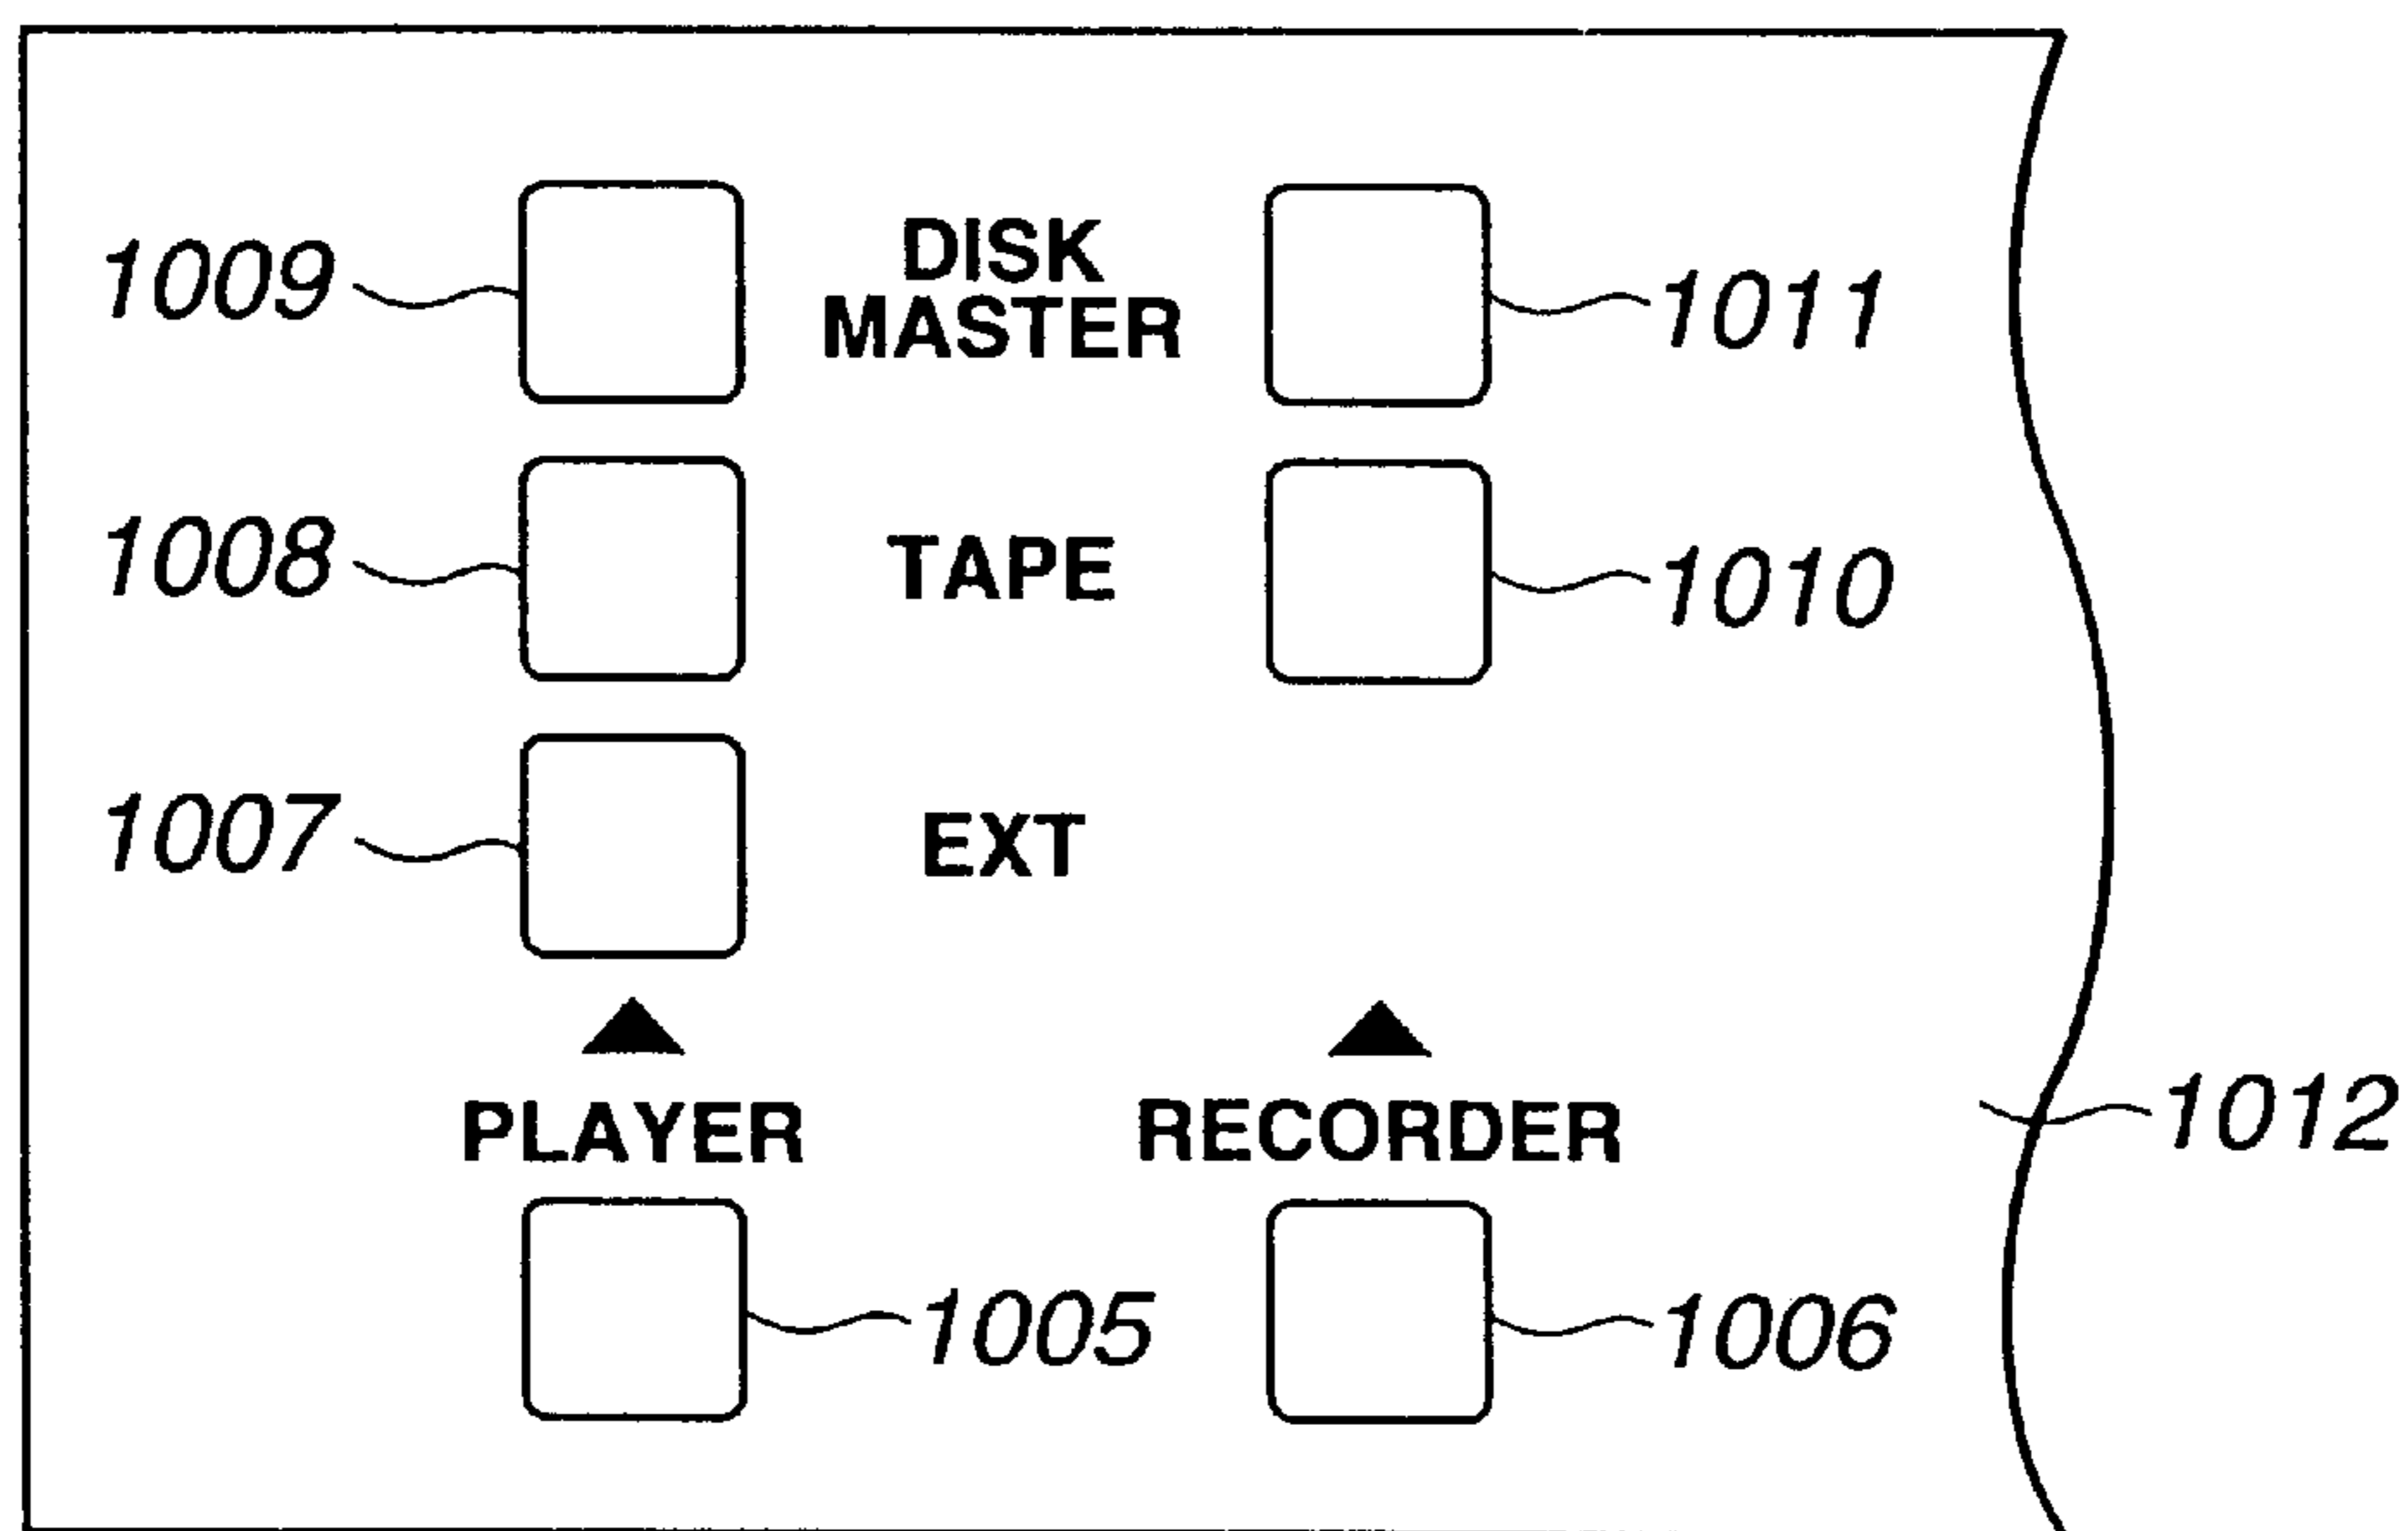 1009
DISK
MASTER
1011
1008
TAPE
1010
1007
EXT
PLAYER
RECORDER
1012
1005
1006